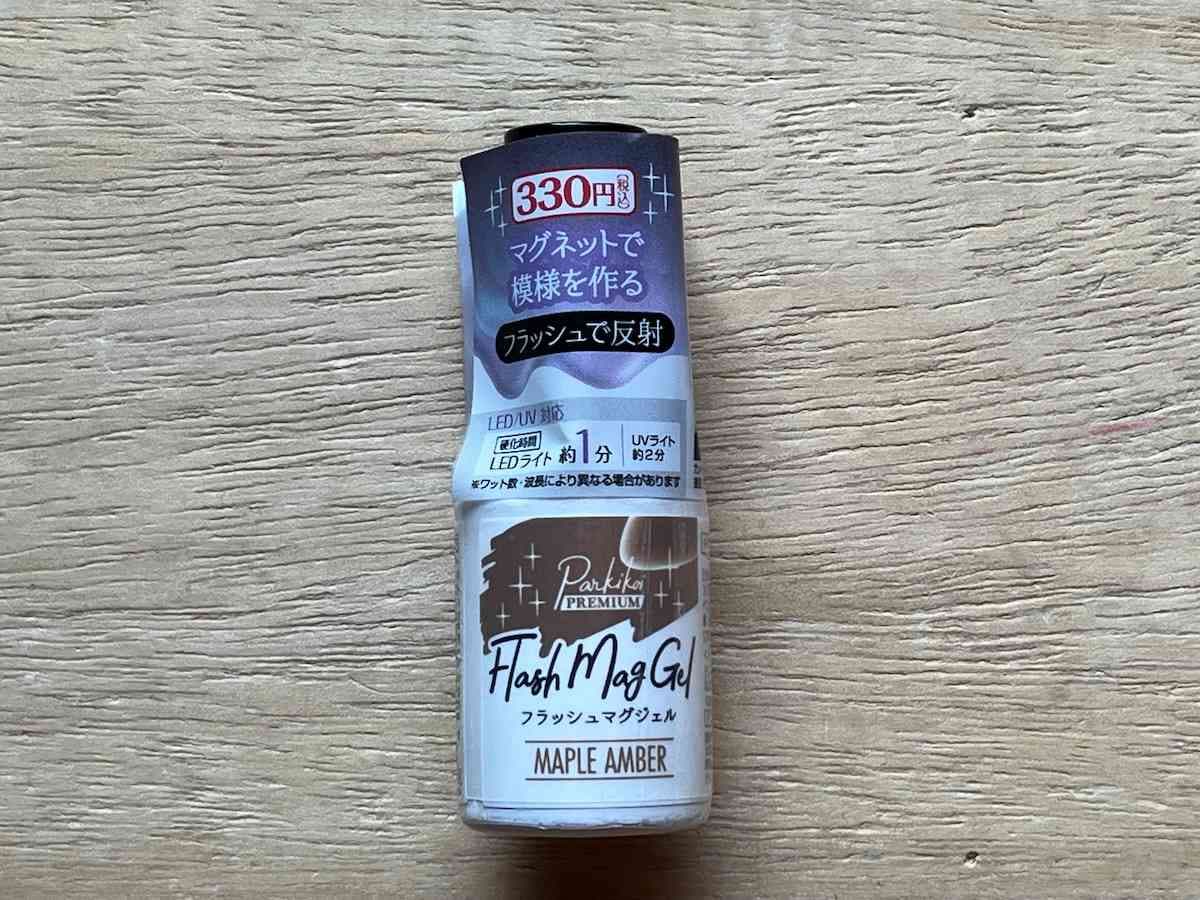 330円(税込)
マグネットで
模様を作る
フラッシュで反射
LED/UV 対応
硬化時間
LEDライト 約1分
UVライト
約2分
※ワット数・波長により異なる場合があります
Parkikoi
PREMIUM
Flash Mag Gel
フラッシュマグジェル
MAPLE AMBER